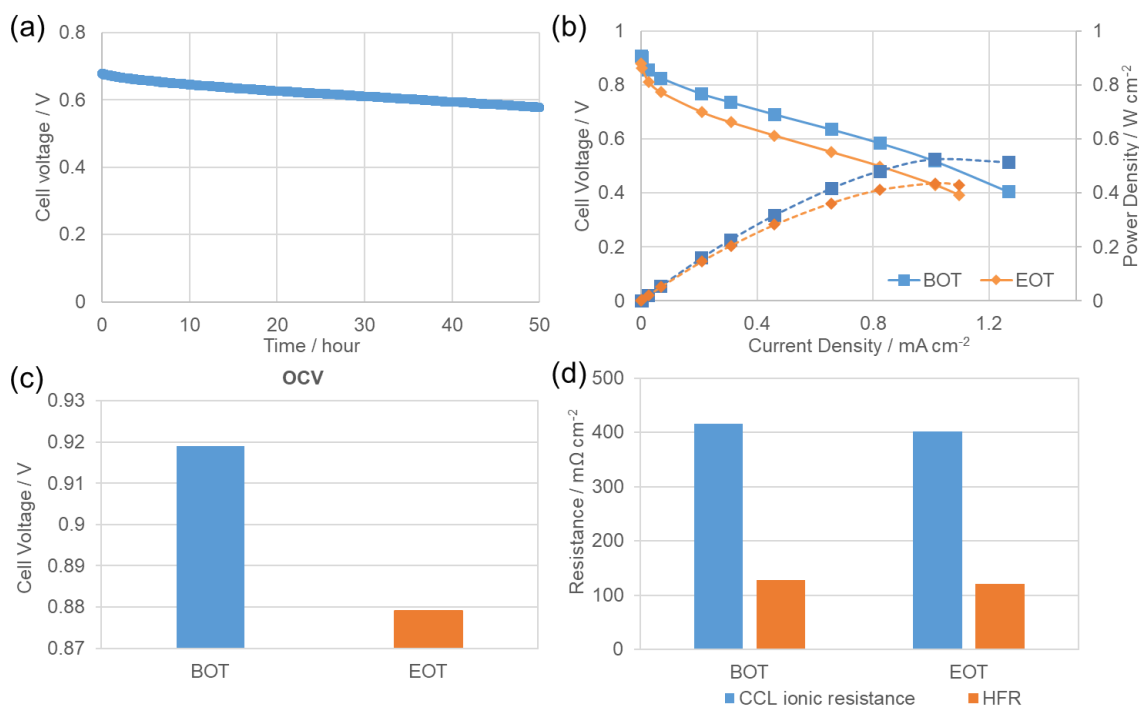 (a)
0.8
0.6
0.4
0.2
0
Cell voltage / V
0 10 20 30 40 50
Time / hour
(b)
1
0.8
0.6
0.4
0.2
0
Cell Voltage / V
1
0.8
0.6
0.4
0.2
0
Power Density / W cm-2
BOT EOT
0 0.4 0.8 1.2
Current Density / mA cm-2
(c)
OCV
0.93
0.92
0.91
0.9
0.89
0.88
0.87
Cell Voltage / V
BOT EOT
(d)
500
400
300
200
100
0
Resistance / mΩ cm-2
BOT EOT
CCL ionic resistance HFR